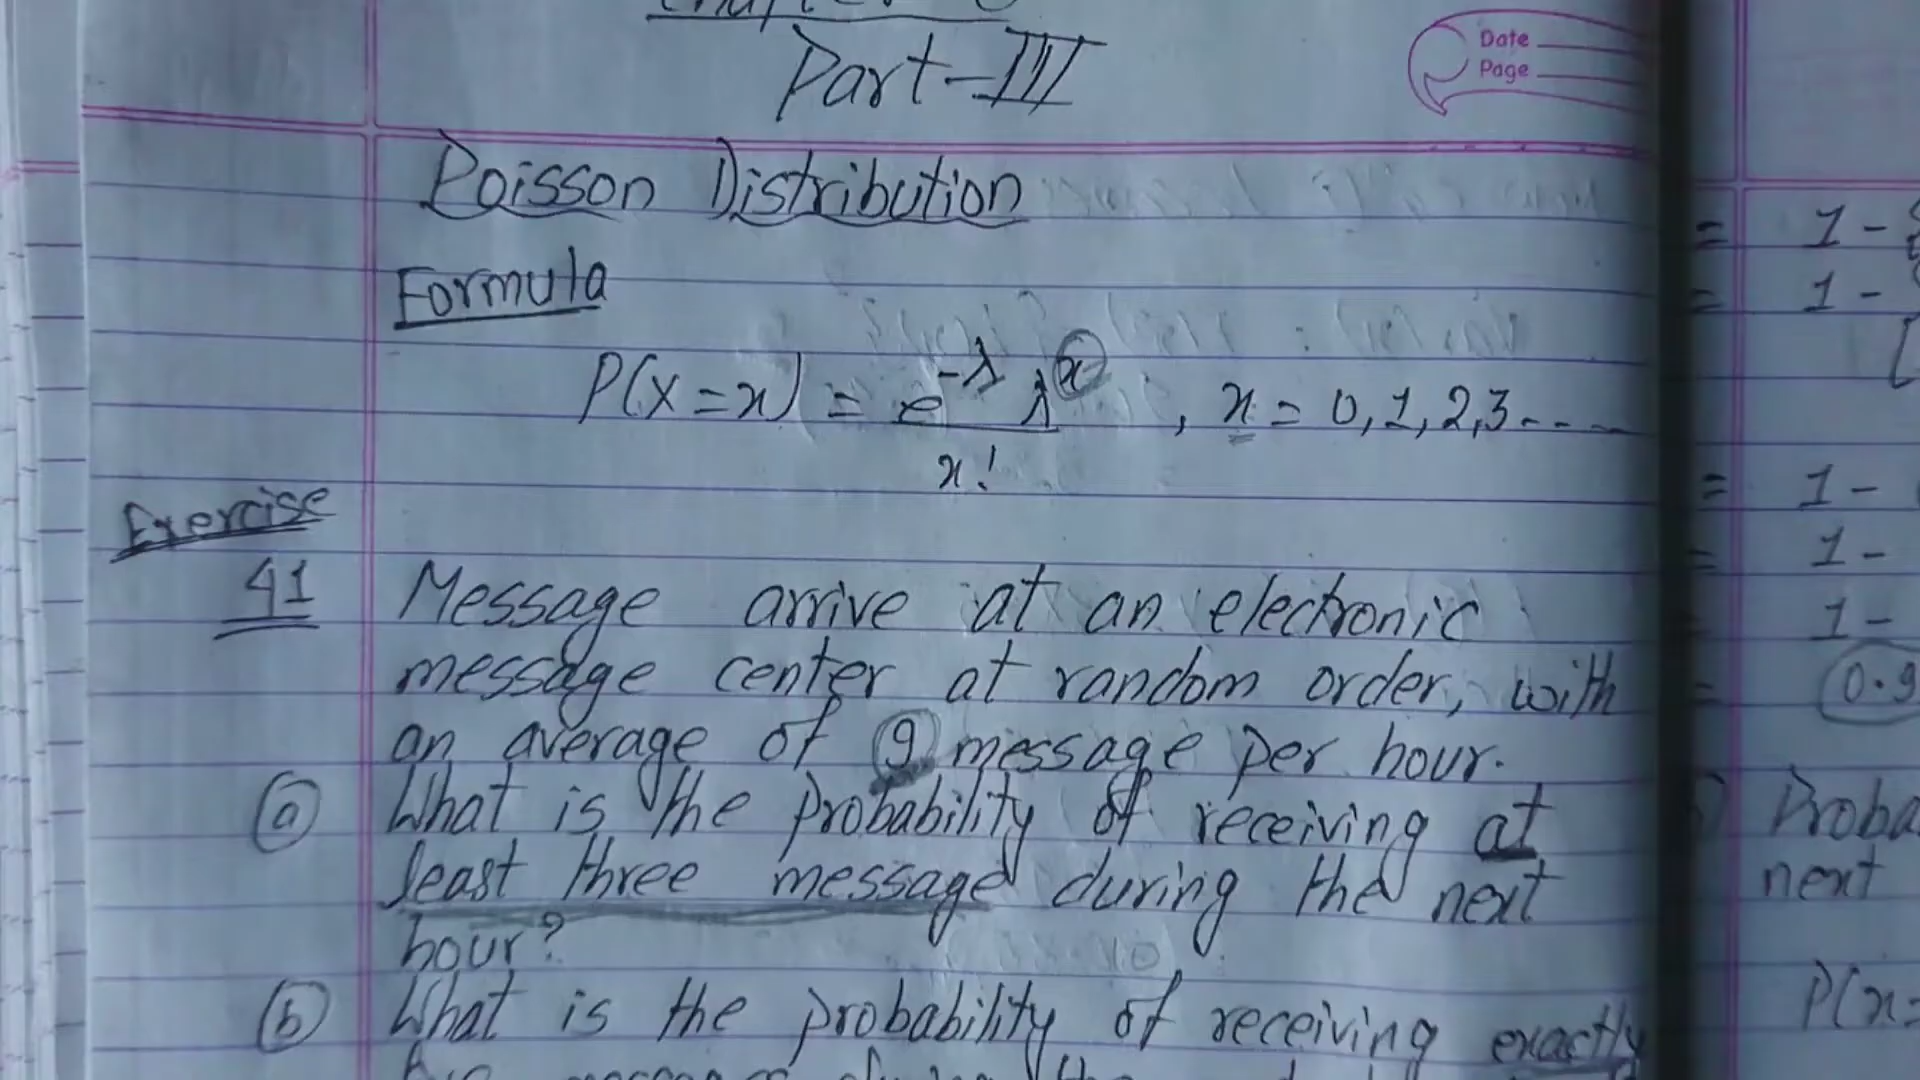 Part-III
Date
Page
Poisson Distribution
Formula
P(X=x) = e^-λ λ^x / x! , x = 0,1,2,3----
Exercise
41 Message arrive at an electronic
message center at random order, with
an average of 9 message per hour.
(a) What is the probability of receiving at
least three message during the next
hour?
(b) What is the probability of receiving exactly
= 1 -
= 1 -
= 1 -
= 1 -
1 -
= 0.9
next